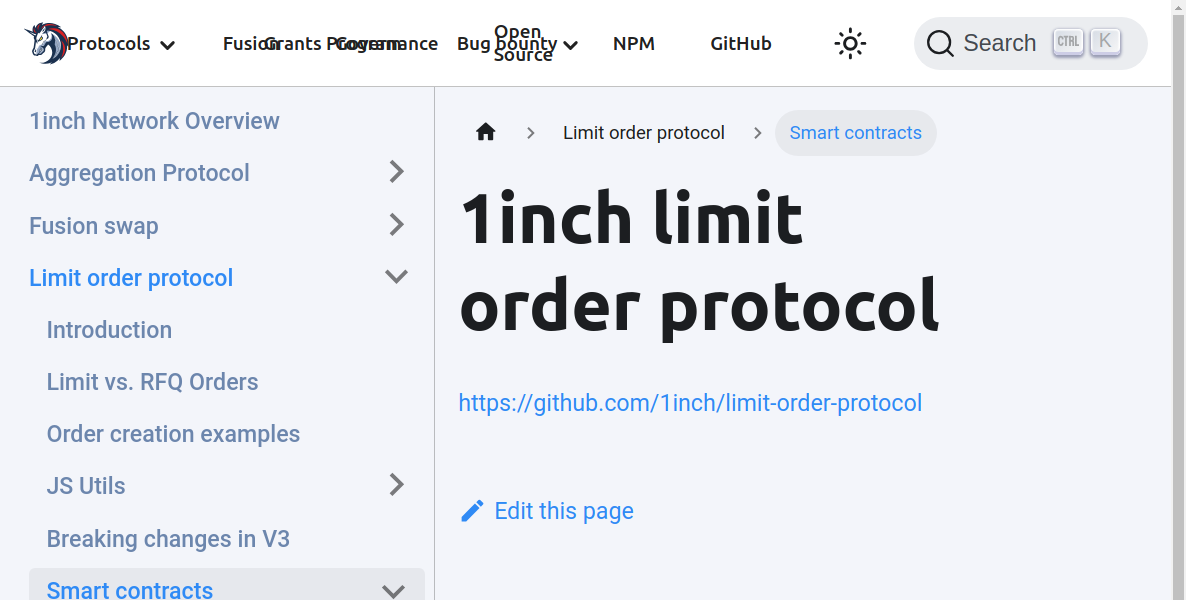 Protocols
Fusion
Grants Program
Governance
Bug bounty
Open
Source
NPM
GitHub
Search CTRL K
1inch Network Overview
Aggregation Protocol
Fusion swap
Limit order protocol
Introduction
Limit vs. RFQ Orders
Order creation examples
JS Utils
Breaking changes in V3
Smart contracts
Limit order protocol
Smart contracts
1inch limit
order protocol
https://github.com/1inch/limit-order-protocol
Edit this page